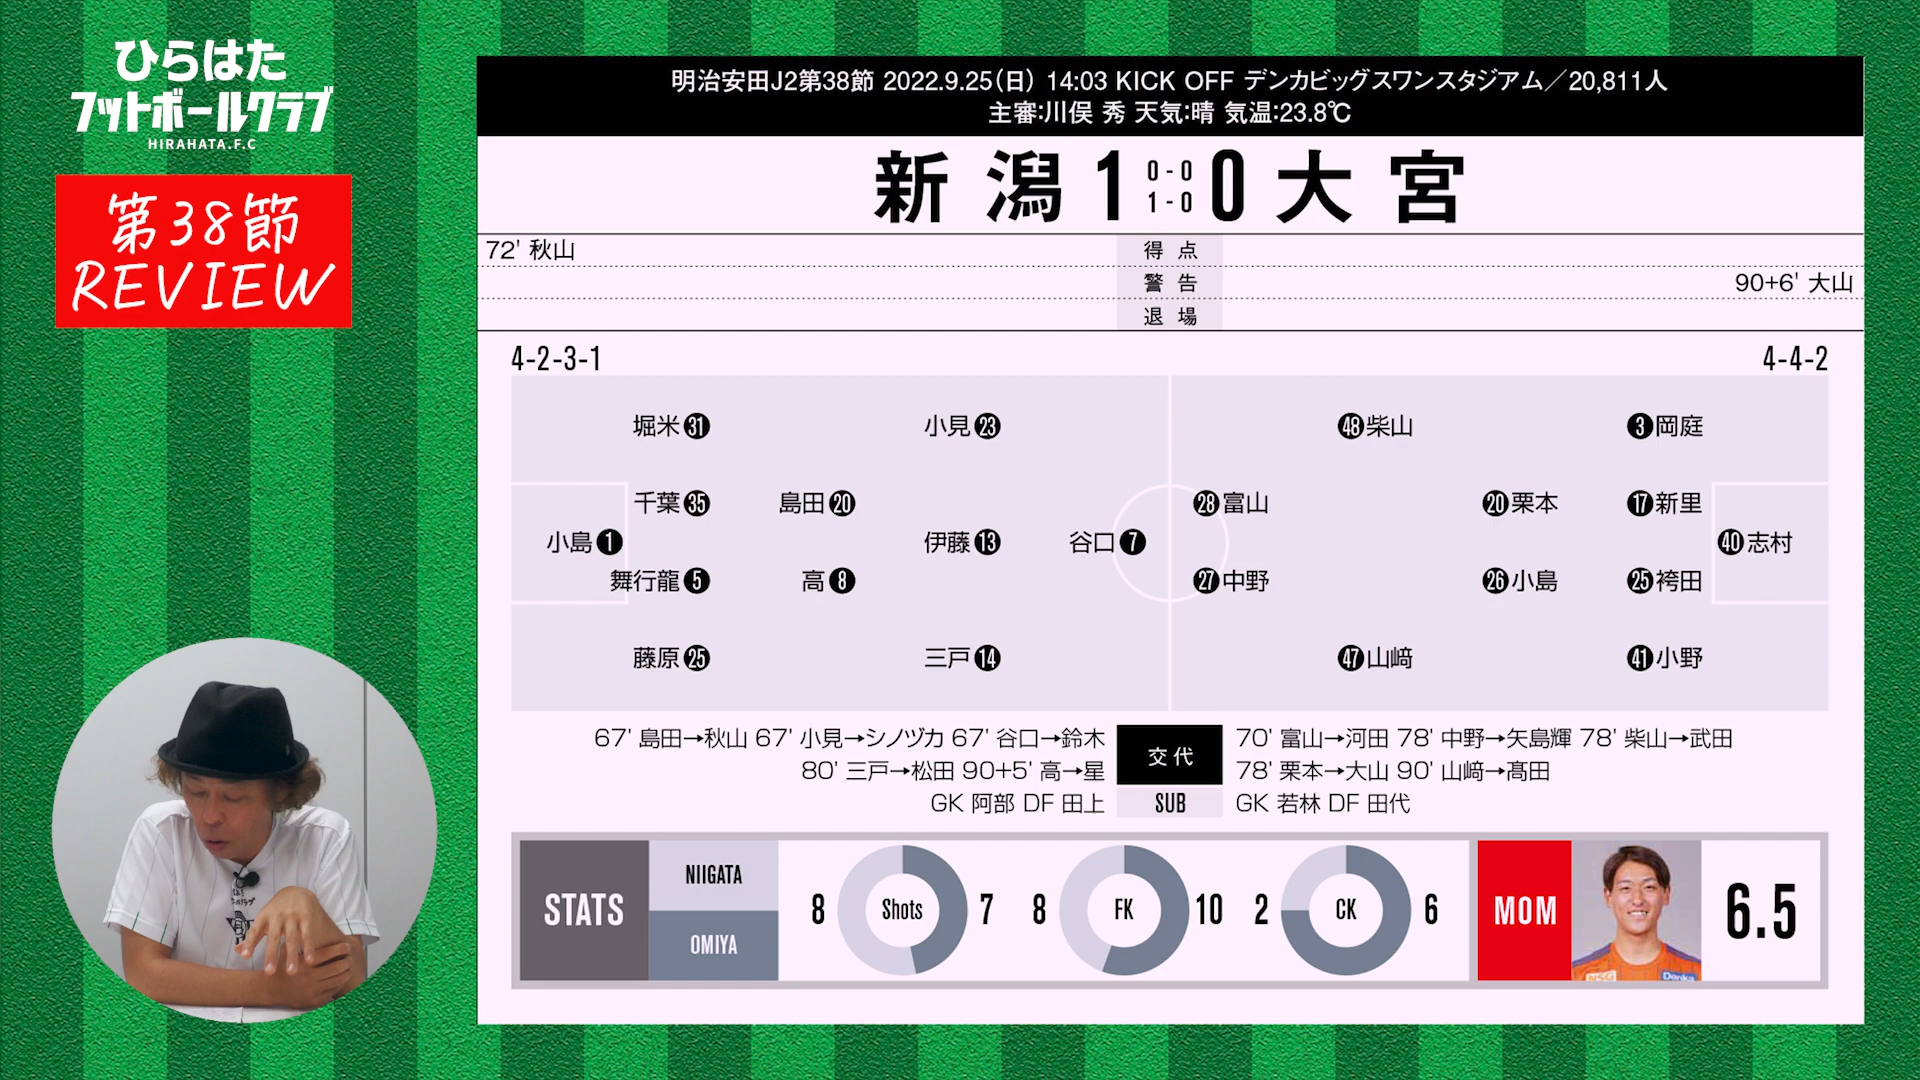 ひらはた
フットボールクラブ
HIRAHATA.F.C
第38節
REVIEW
明治安田J2第38節 2022.9.25(日) 14:03 KICK OFF デンカビッグスワンスタジアム/20,811人
主審:川俣 秀 天気:晴 気温:23.8℃
新潟 1 0-0 0 大宮
1-0
72' 秋山 得点
警告 90+6' 大山
退場
4-2-3-1 4-4-2
堀米 31 小見 23 48 柴山 3 岡庭
千葉 35 島田 20 28 富山 20 栗本 17 新里
小島 1 伊藤 13 谷口 7 40 志村
舞行龍 5 高 8 27 中野 26 小島 25 袴田
藤原 25 三戸 14 47 山﨑 41 小野
67' 島田→秋山 67' 小見→シノヅカ 67' 谷口→鈴木 交代 70' 富山→河田 78' 中野→矢島輝 78' 柴山→武田
80' 三戸→松田 90+5' 高→星 78' 栗本→大山 90' 山﨑→髙田
GK 阿部 DF 田上 SUB GK 若林 DF 田代
STATS NIIGATA OMIYA 8 Shots 7 8 FK 10 2 CK 6 MOM 6.5
NSG Denka